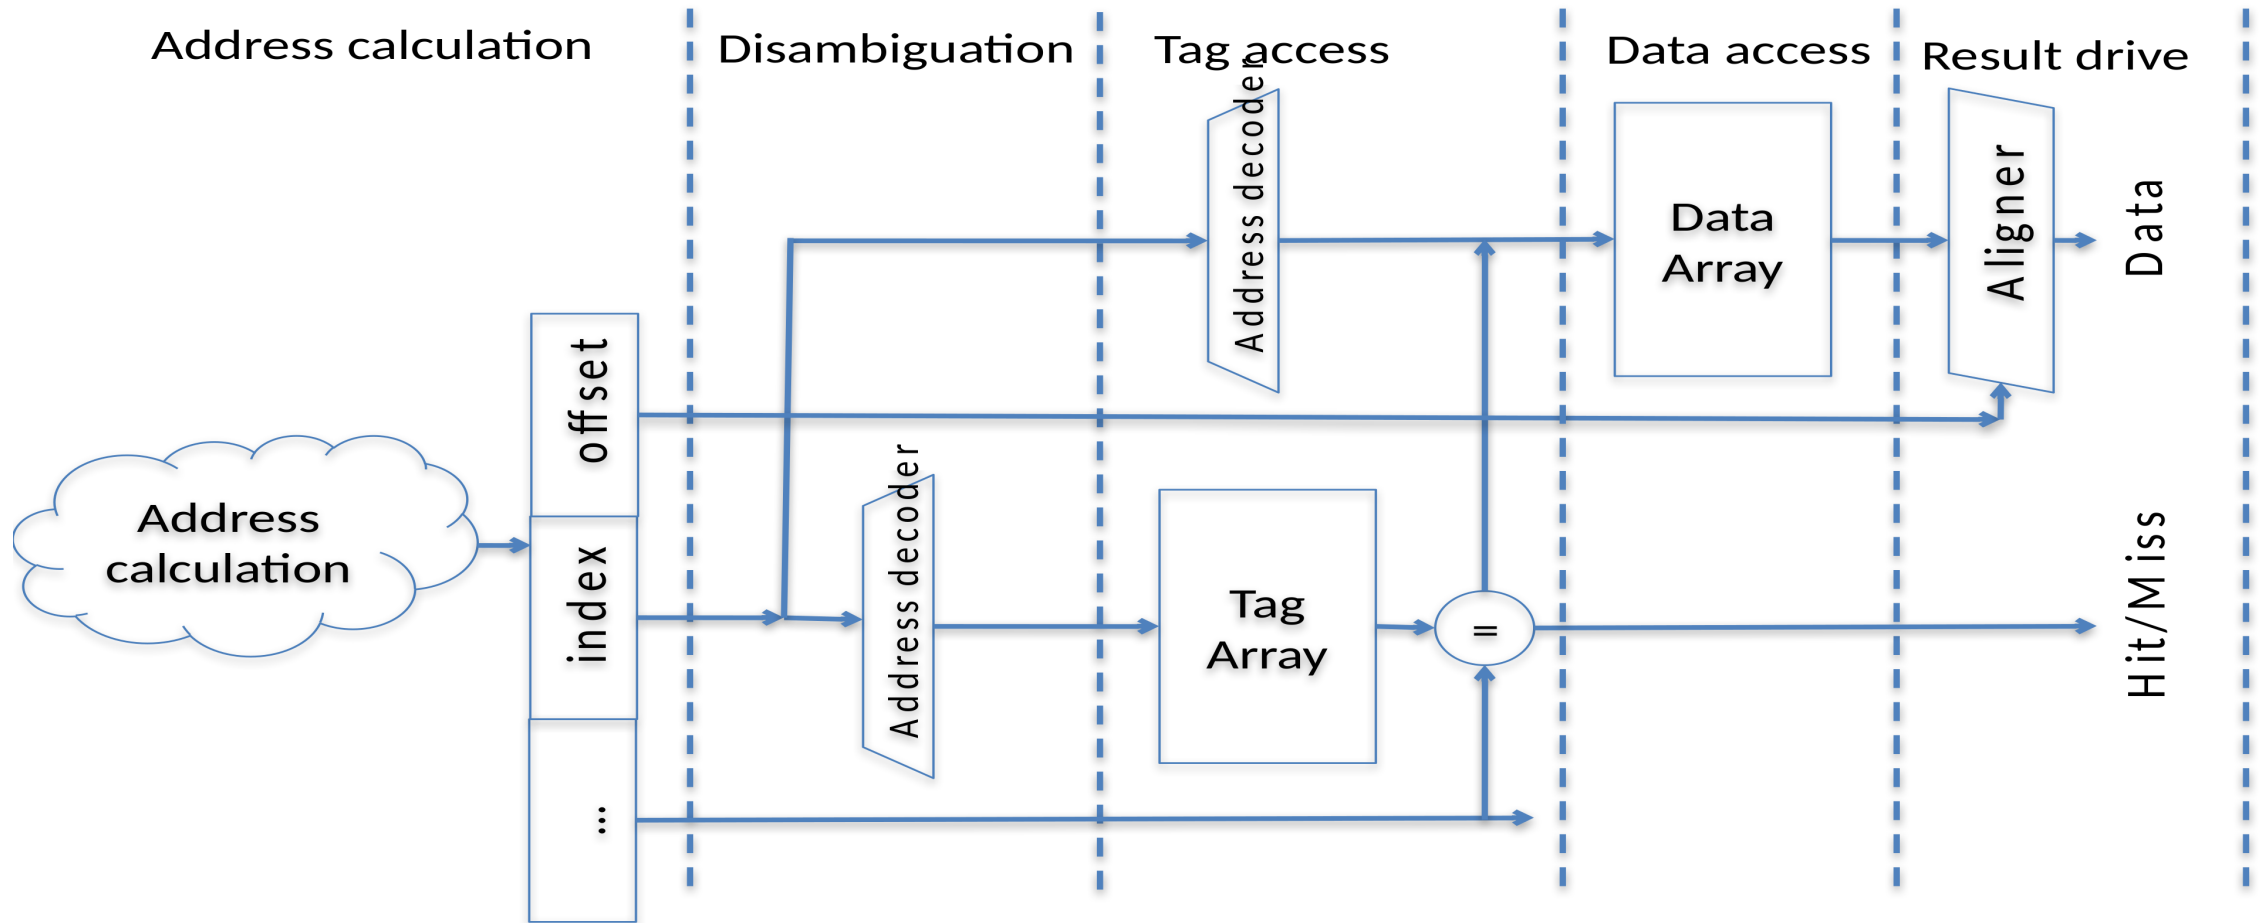 Address calculation
Disambiguation
Tag access
Data access
Result drive
Address decoder
Data
Array
Aligner
Data
offset
Address
calculation
index
Address decoder
Tag
Array
=
Hit/Miss
...